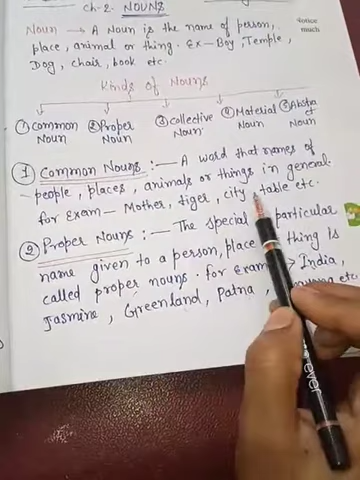 Ch-2. NOUNS
Noun → A Noun is the name of person,
place, animal or thing. Ex- Boy, Temple,
Dog, chair, book etc.
4once
much
Kinds of Nouns
① Common Noun ② Proper Noun ③ collective Noun ④ Material Noun ⑤ Abstract Noun
① Common Nouns :- A word that names of
people, places, animals or things in general.
for Exam- Mother, tiger, city, table etc.
② Proper Nouns :- The special particular
name given to a person, place thing Is
called proper nouns. for Exam > India,
Jasmine, Greenland, Patna, etc.